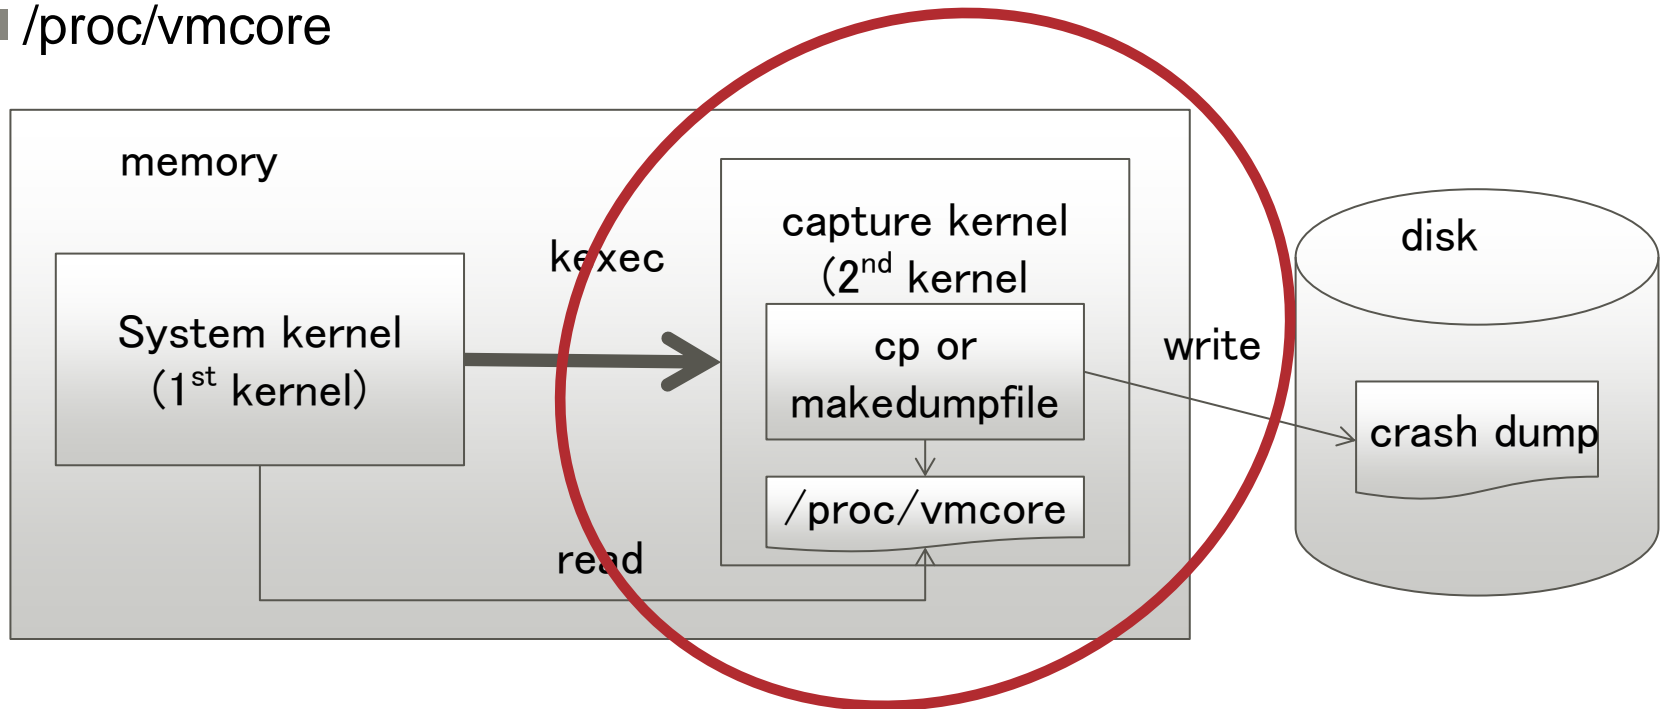 /proc/vmcore
memory
System kernel
(1st kernel)
kexec
capture kernel
(2nd kernel
cp or
makedumpfile
/proc/vmcore
read
write
disk
crash dump